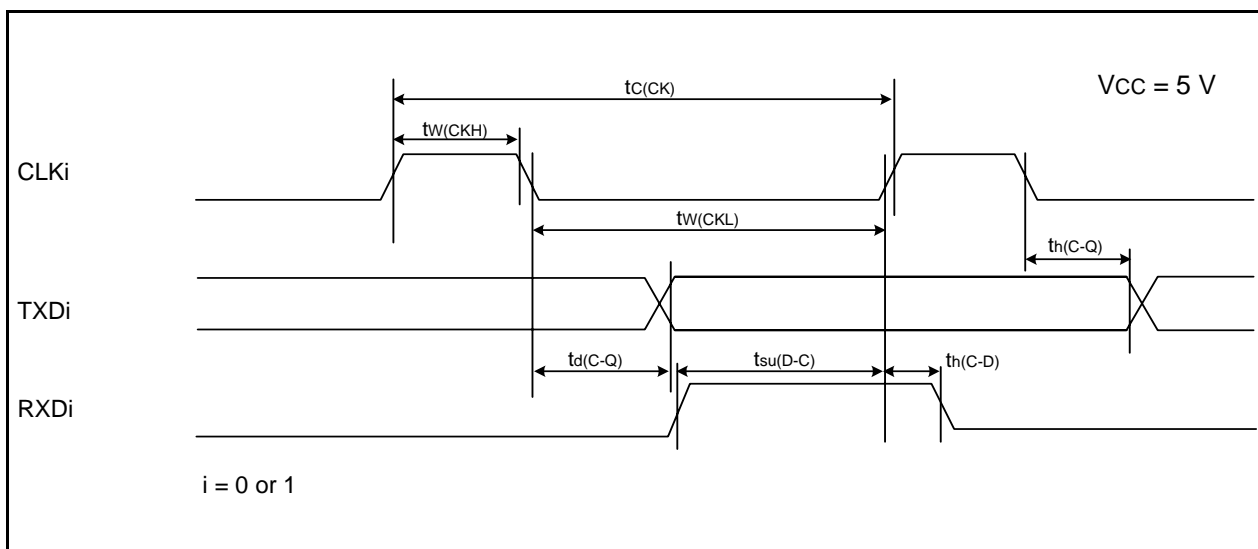 tC(CK)
VCC = 5 V
tW(CKH)
CLKi
tW(CKL)
th(C-Q)
TXDi
td(C-Q)
tsu(D-C)
th(C-D)
RXDi
i = 0 or 1